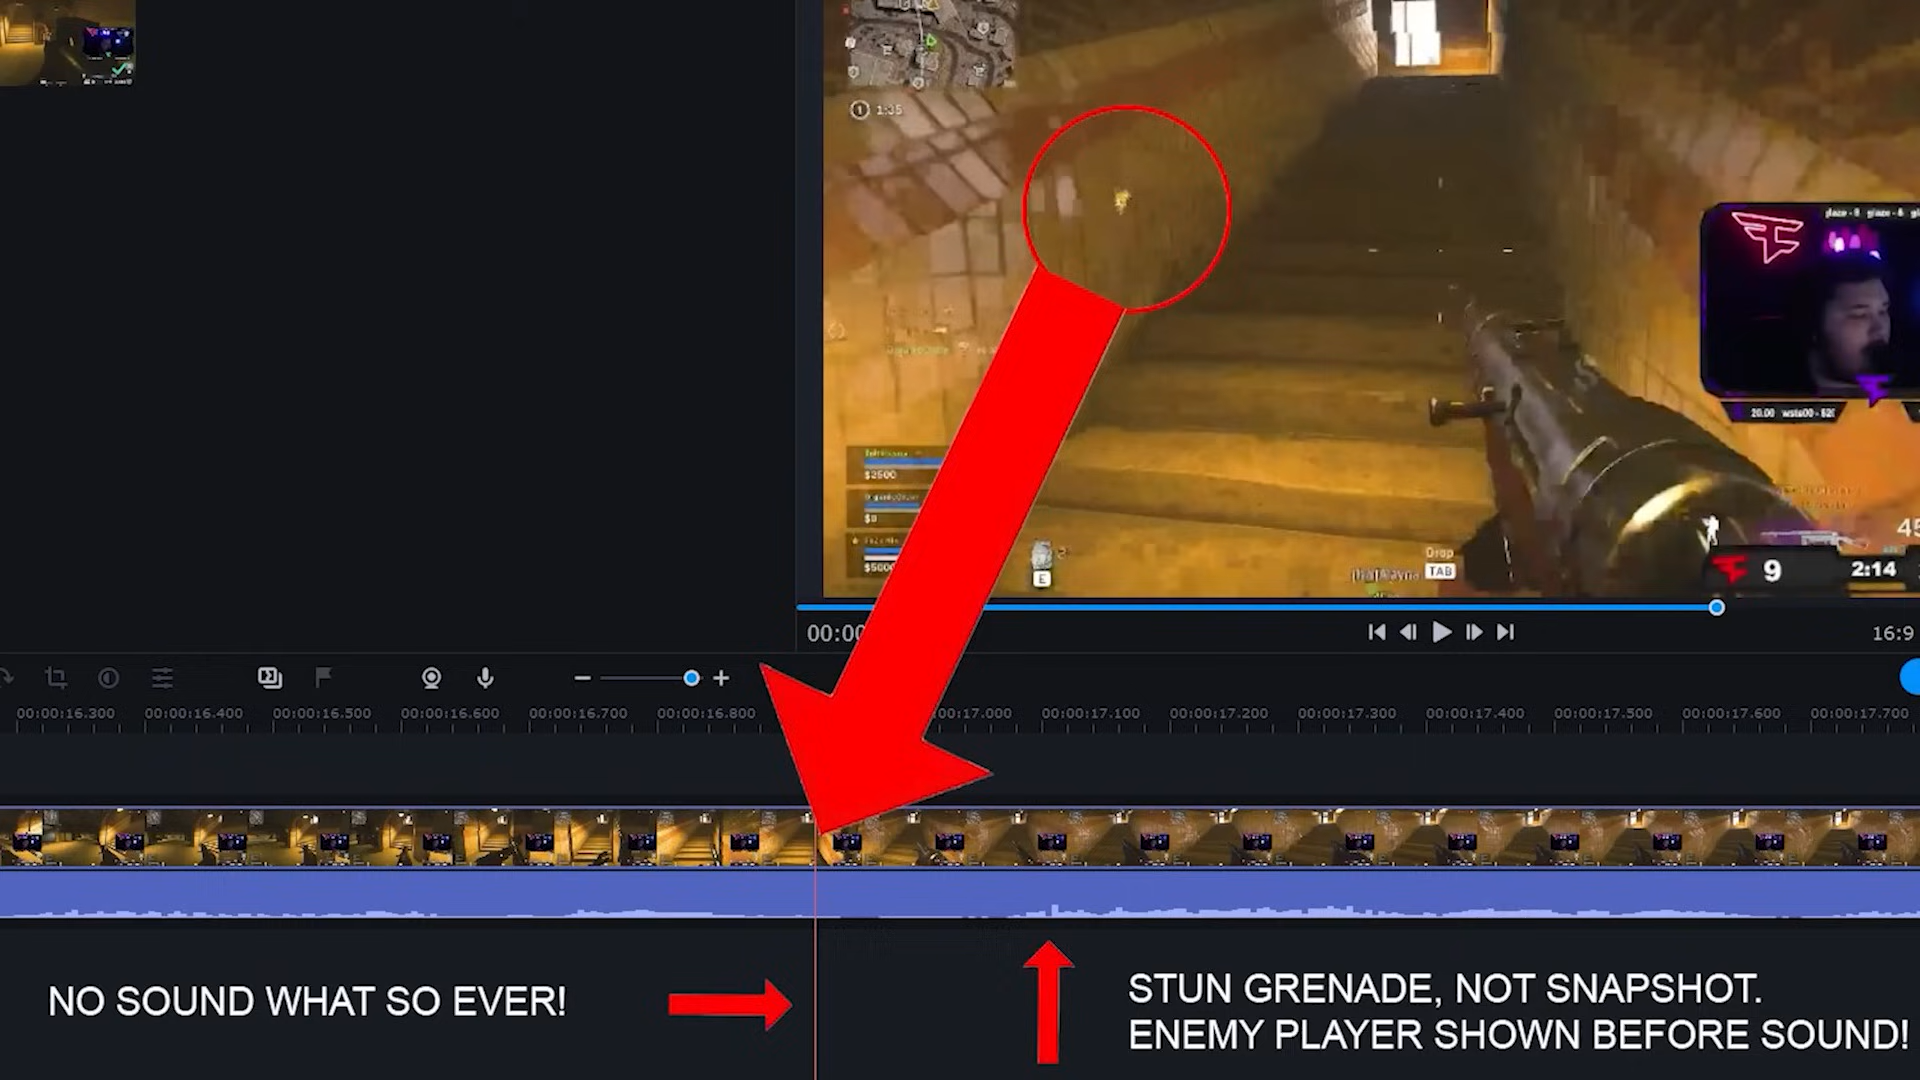 1:35
20.00
$2500
$0
2
E
Drop
TAB
9
2:14
45
00:00
16:9
00:00:16.300 00:00:16.400 00:00:16.500 00:00:16.600 00:00:16.700 00:00:16.800 00:17.000 00:00:17.100 00:00:17.200 00:00:17.300 00:00:17.400 00:00:17.500 00:00:17.600 00:00:17.700
NO SOUND WHAT SO EVER!
STUN GRENADE, NOT SNAPSHOT.
ENEMY PLAYER SHOWN BEFORE SOUND!